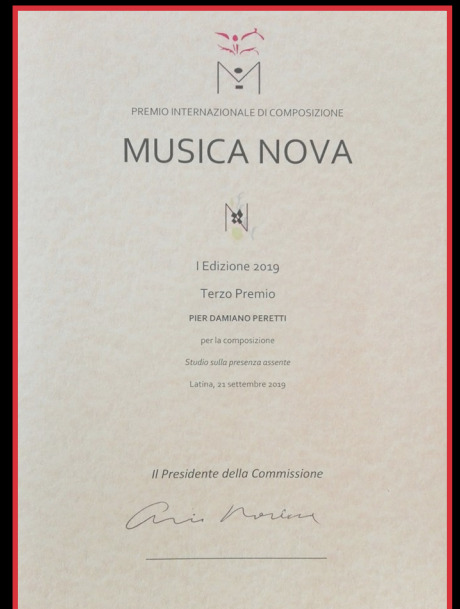 PREMIO INTERNAZIONALE DI COMPOSIZIONE
MUSICA NOVA
I Edizione 2019
Terzo Premio
PIER DAMIANO PERETTI
per la composizione
Studio sulla presenza assente
Latina, 21 settembre 2019
Il Presidente della Commissione